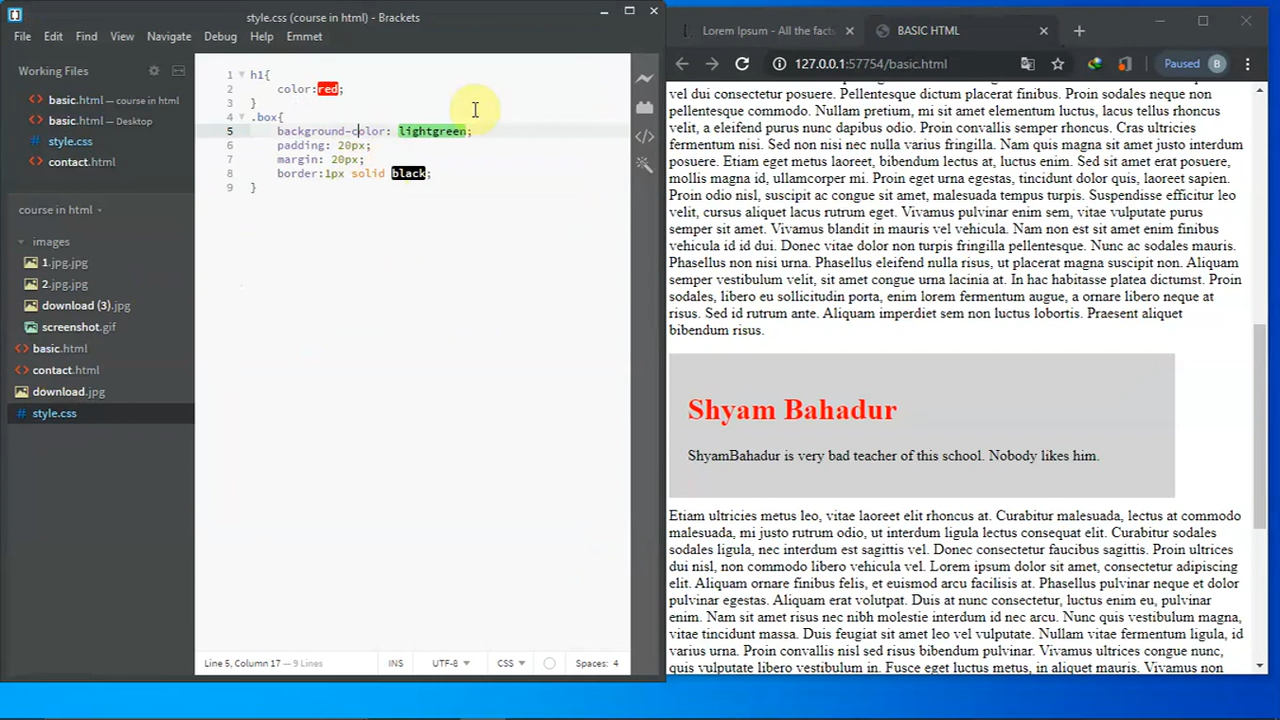 style.css (course in html) - Brackets
File Edit Find View Navigate Debug Help Emmet
Working Files
basic.html — course in html
basic.html — Desktop
style.css
contact.html
course in html
images
1.jpg.jpg
2.jpg.jpg
download (3).jpg
screenshot.gif
basic.html
contact.html
download.jpg
style.css
1 h1{
2 color:red;
3 }
4 .box{
5 background-color: lightgreen;
6 padding: 20px;
7 margin: 20px;
8 border:1px solid black;
9 }
Line 5, Column 17 — 9 Lines
INS UTF-8 CSS Spaces: 4
Lorem Ipsum - All the facts
BASIC HTML
127.0.0.1:57754/basic.html
Paused B
vel dui consectetur posuere. Pellentesque dictum placerat finibus. Sodales neque non
pellentesque commodo. Nullam pretium, mi sit amet elementum luctus, lacus tellus rhoncus
velit, a eleifend purus nunc dapibus odio. Proin convallis semper rhoncus. Cras ultricies
fermentum nisi. Sed non nisi nec nulla varius fringilla. Nam quis magna sit amet interdum
posuere. Etiam eget metus laoreet, bibendum lectus at, luctus tellus. Nam at erat posuere,
mollis magna id, ullamcorper mi. Proin eget urna egestas, tincidunt dolor quis, laoreet sapien.
Proin odio nisl, suscipit ac congue sit amet, malesuada tempus turpis. Suspendisse efficitur leo
velit, cursus aliquet lacus rutrum eget. Vivamus pulvinar enim sem, vitae vulputate purus
semper sit amet. Vivamus blandit in mauris vel vehicula. Nam non est sit amet enim finibus
vehicula id id dui. Donec vitae dolor non turpis fringilla pellentesque. Nunc ac sodales mauris.
Phasellus non nisi urna. Phasellus eleifend nulla risus, ut placerat magna suscipit non. Aliquam
semper vestibulum velit, sit amet congue urna lacinia at. In hac habitasse platea dictumst. Proin
sodales, libero eu sollicitudin porta, enim lorem fermentum augue, a ornare libero neque at
risus. Sed id rutrum ante. Aliquam imperdiet sem non luctus lobortis. Praesent aliquet
bibendum risus.
Shyam Bahadur
ShyamBahadur is very bad teacher of this school. Nobody likes him.
Etiam ultricies metus leo, vitae laoreet elit rhoncus at. Curabitur malesuada, lectus at commodo
malesuada, mi justo rutrum odio, ut interdum ligula lectus consequat elit. Curabitur sodales
sodales ligula, nec interdum est sagittis vel. Donec consectetur faucibus sagittis. Proin ultrices
dui nisl, non commodo libero vehicula vel. Lorem ipsum dolor sit amet, consectetur adipiscing
elit. Aliquam ornare finibus felis, et euismod arcu facilisis at. Phasellus pulvinar neque et dolor
pulvinar egestas. Aliquam erat volutpat. Duis at nunc consectetur, luctus enim eu, pulvinar
enim. Nam sit amet risus nec nibh molestie interdum id nec arcu. Nunc quis vestibulum magna,
vitae tincidunt massa. Duis feugiat sit amet leo vel vulputate. Nullam vitae fermentum ligula, id
varius nunc. Quisque sed nisl risus bibendum pulvinar. Vivamus ultrices congue nunc sed
quis vulputate libero vestibulum in. Fusce eget luctus metus, in aliquet mauris. Vivamus non